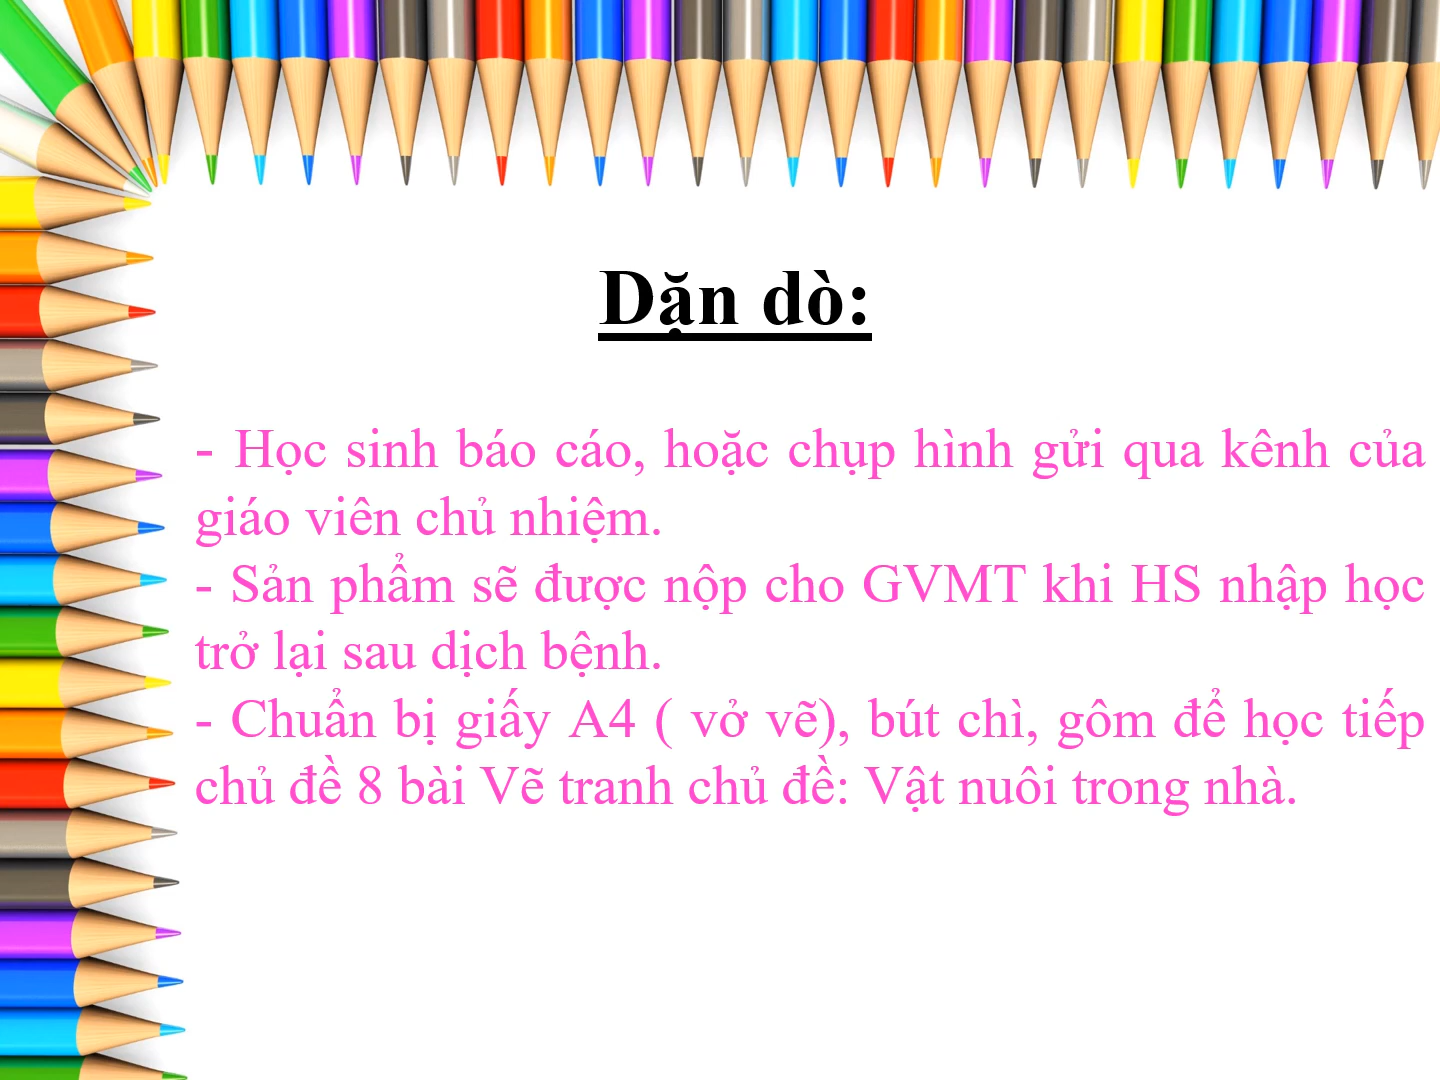 Dặn dò:
- Học sinh báo cáo, hoặc chụp hình gửi qua kênh của
giáo viên chủ nhiệm.
- Sản phẩm sẽ được nộp cho GVMT khi HS nhập học
trở lại sau dịch bệnh.
- Chuẩn bị giấy A4 ( vở vẽ), bút chì, gôm để học tiếp
chủ đề 8 bài Vẽ tranh chủ đề: Vật nuôi trong nhà.